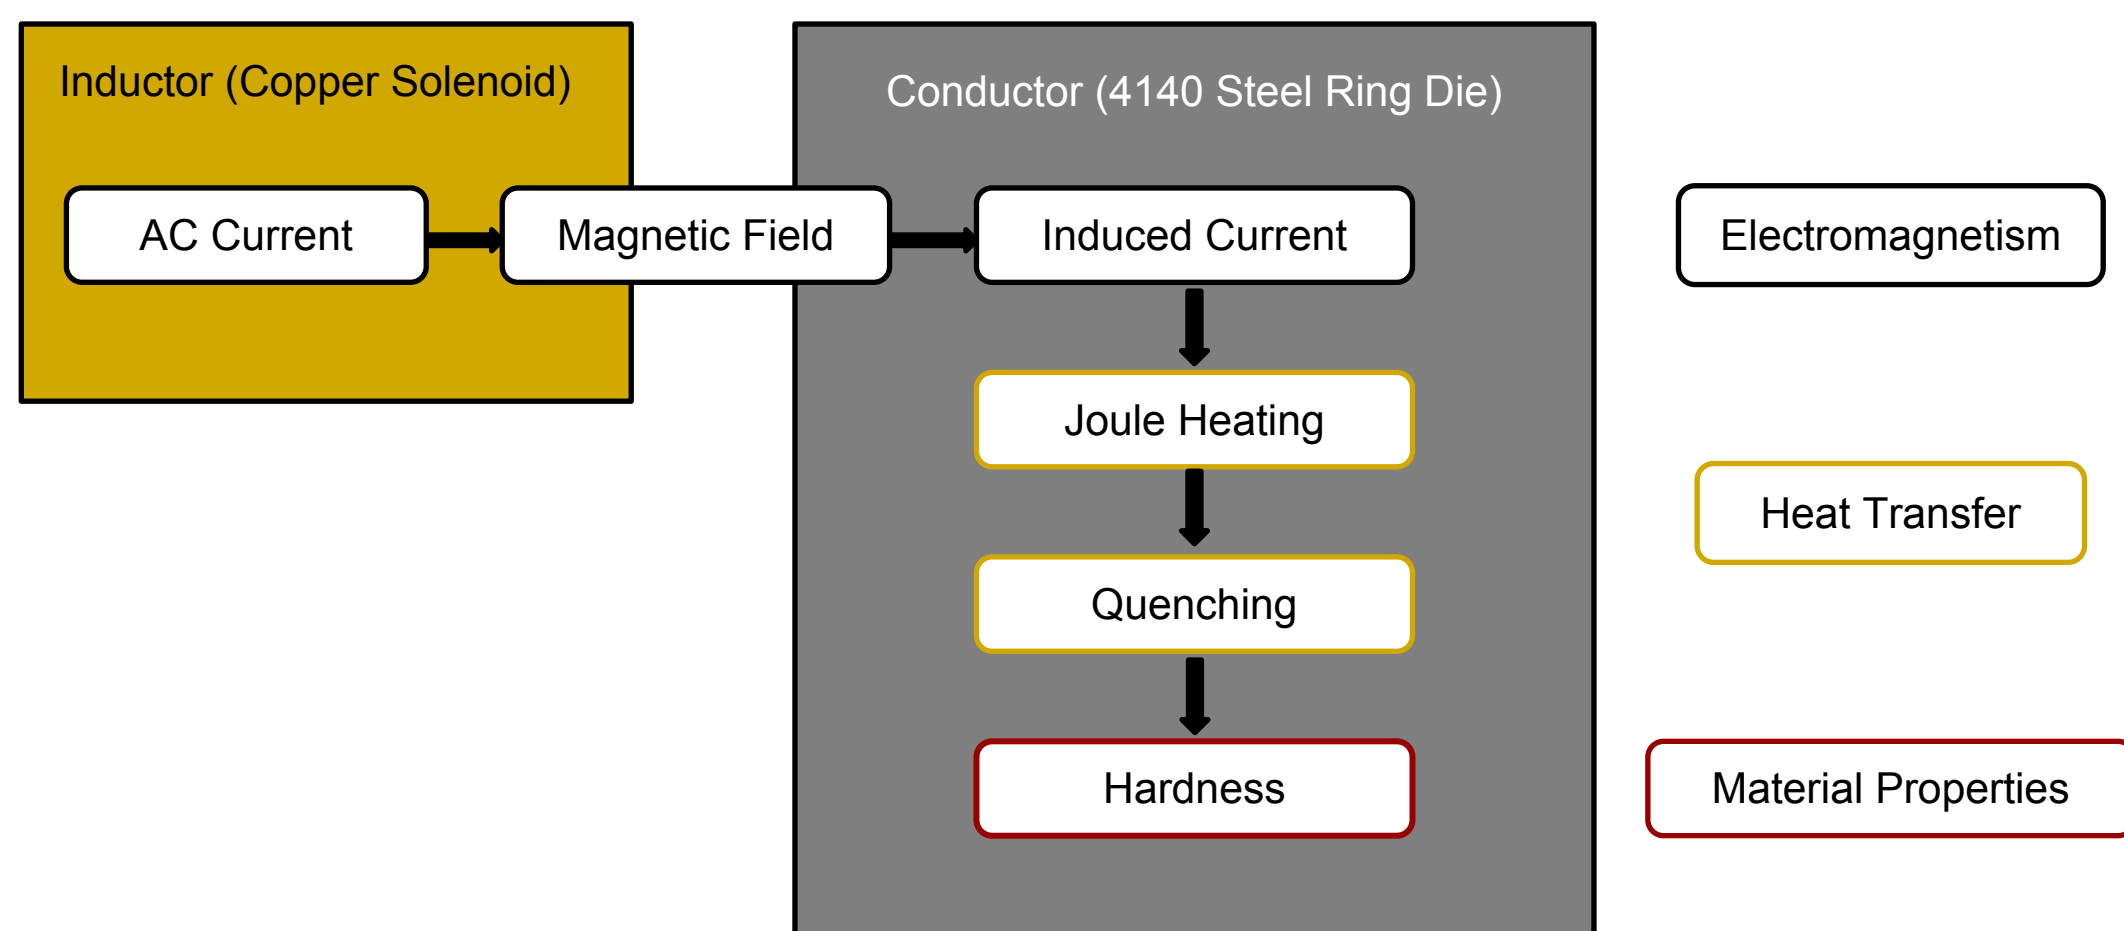 Inductor (Copper Solenoid)
Conductor (4140 Steel Ring Die)
AC Current
Magnetic Field
Induced Current
Electromagnetism
Joule Heating
Heat Transfer
Quenching
Hardness
Material Properties